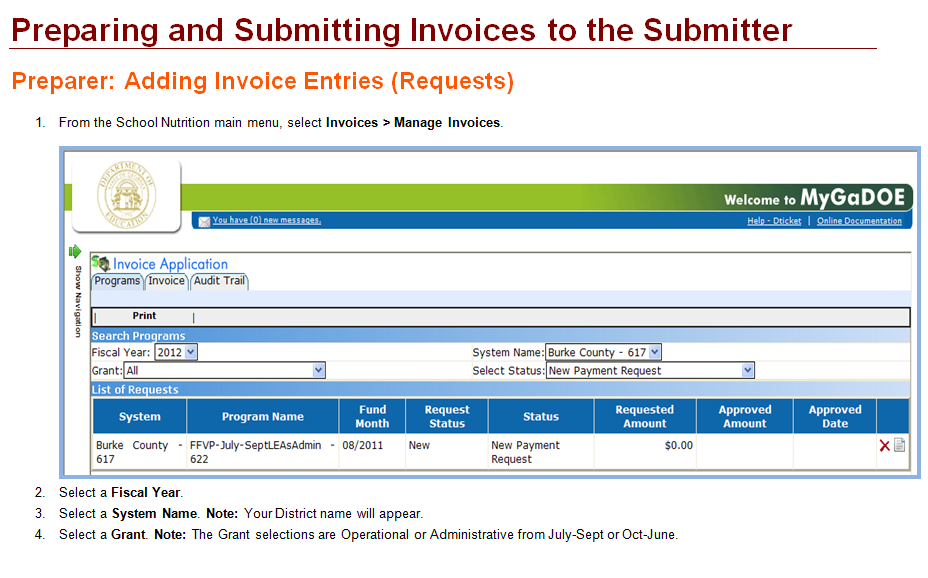 Preparing and Submitting Invoices to the Submitter
Preparer: Adding Invoice Entries (Requests)
1. From the School Nutrition main menu, select Invoices > Manage Invoices.
Welcome to MyGaDOE
You have (0) new messages.
Help - Dticket | Online Documentation
Show Navigation
Invoice Application
Programs Invoice Audit Trail
| Print |
Search Programs
Fiscal Year: 2012 System Name: Burke County - 617
Grant: All Select Status: New Payment Request
List of Requests
System Program Name Fund Month Request Status Status Requested Amount Approved Amount Approved Date
Burke County - 617 FFVP-July-SeptLEAsAdmin - 622 08/2011 New New Payment Request $0.00
2. Select a Fiscal Year.
3. Select a System Name. Note: Your District name will appear.
4. Select a Grant. Note: The Grant selections are Operational or Administrative from July-Sept or Oct-June.